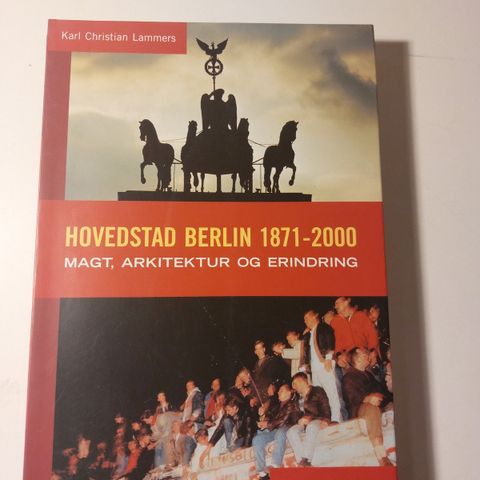 Karl Christian Lammers
HOVEDSTAD BERLIN 1871-2000
MAGT, ARKITEKTUR OG ERINDRING